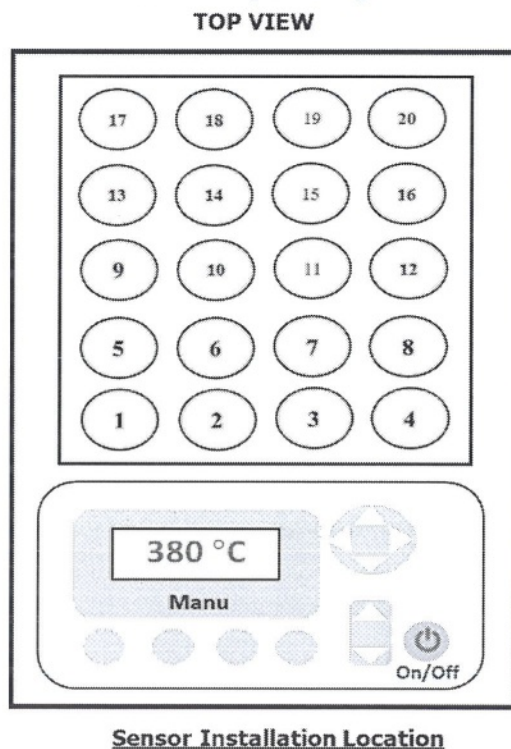 TOP VIEW
17 18 19 20
13 14 15 16
9 10 11 12
5 6 7 8
1 2 3 4
380 °C
Manu
On/Off
Sensor Installation Location